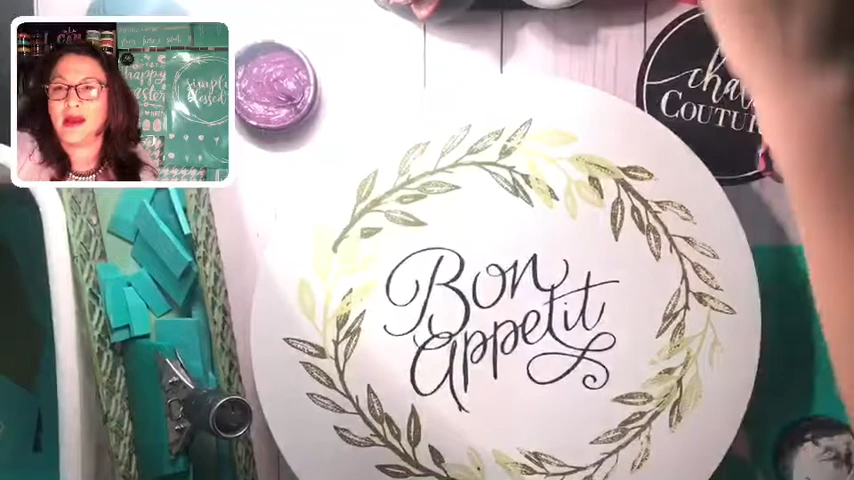 happy
easter
simply
blessed
chalk
COUTURE
Bon
Appetit